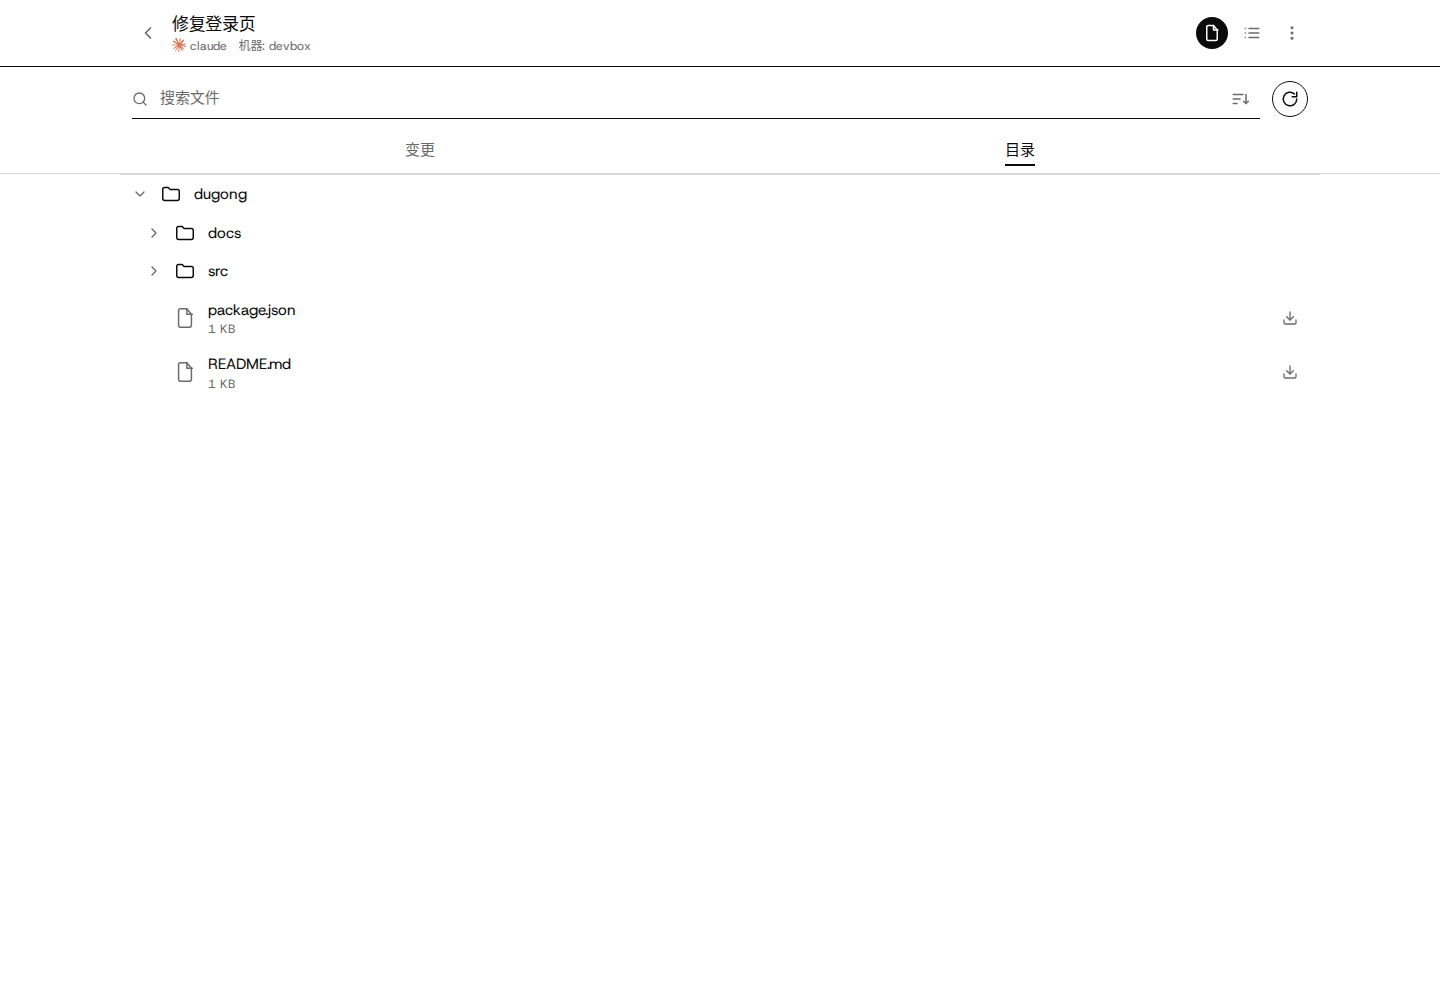 修复登录页
claude 机器: devbox
搜索文件
变更 目录
dugong
docs
src
package.json
1 KB
README.md
1 KB